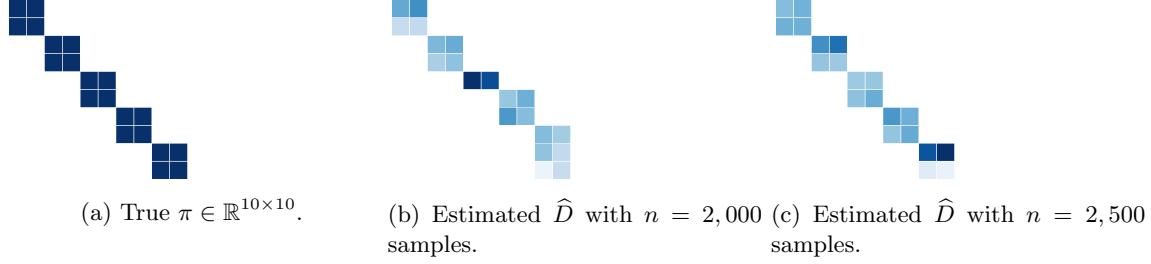 (a) True π ∈ ℝ^{10×10}.
(b) Estimated D̂ with n = 2,000 samples.
(c) Estimated D̂ with n = 2,500 samples.